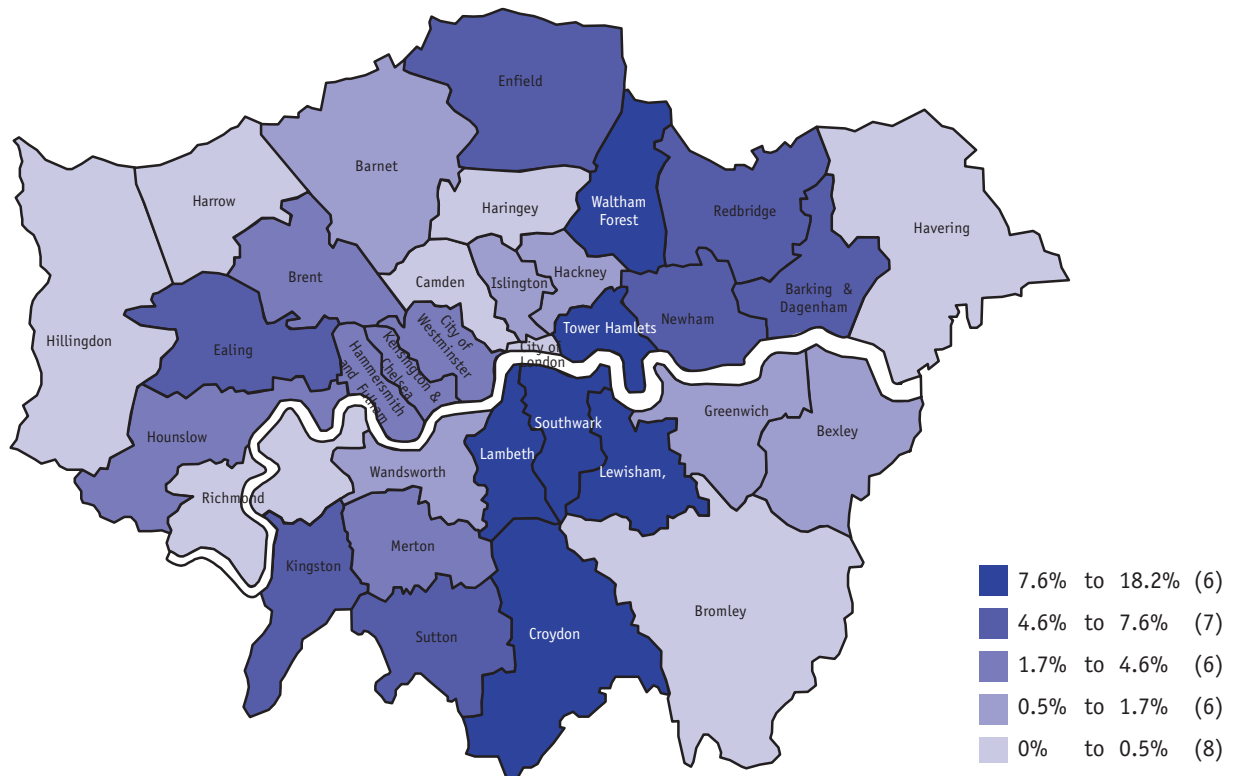 Enfield
Barnet
Harrow
Haringey
Waltham
Forest
Redbridge
Havering
Brent
Camden
Islington
Hackney
Barking &
Dagenham
Hillingdon
Ealing
Hammersmith
and Fulham
Kensington &
Chelsea
City of
Westminster
City of
London
Tower Hamlets
Newham
Hounslow
Richmond
Wandsworth
Lambeth
Southwark
Lewisham,
Greenwich
Bexley
Kingston
Merton
Sutton
Croydon
Bromley
7.6% to 18.2% (6)
4.6% to 7.6% (7)
1.7% to 4.6% (6)
0.5% to 1.7% (6)
0% to 0.5% (8)